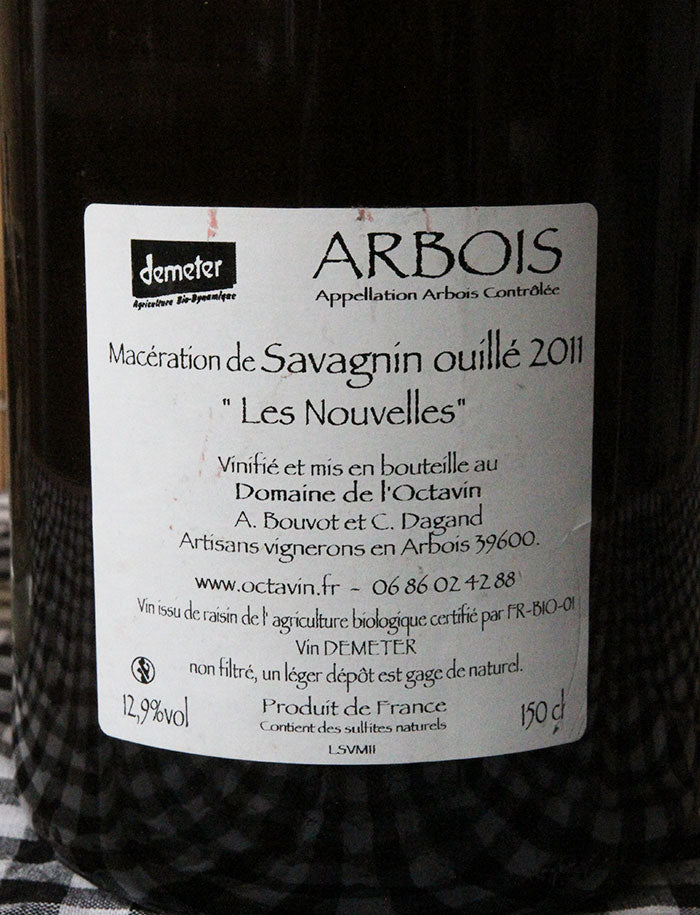 demeter
Agriculture Bio-Dynamique
ARBOIS
Appellation Arbois Contrôlée
Macération de Savagnin ouillé 2011
" Les Nouvelles"
Vinifié et mis en bouteille au
Domaine de l'Octavin
A. Bouvot et C. Dagand
Artisans vignerons en Arbois 39600.
www.octavin.fr - 06 86 02 42 88
Vin issu de raisin de l' agriculture biologique certifié par FR-BIO-01
Vin DEMETER
non filtré, un léger dépôt est gage de naturel.
12,9%vol
Produit de France
150 cl
Contient des sulfites naturels
LSVM11